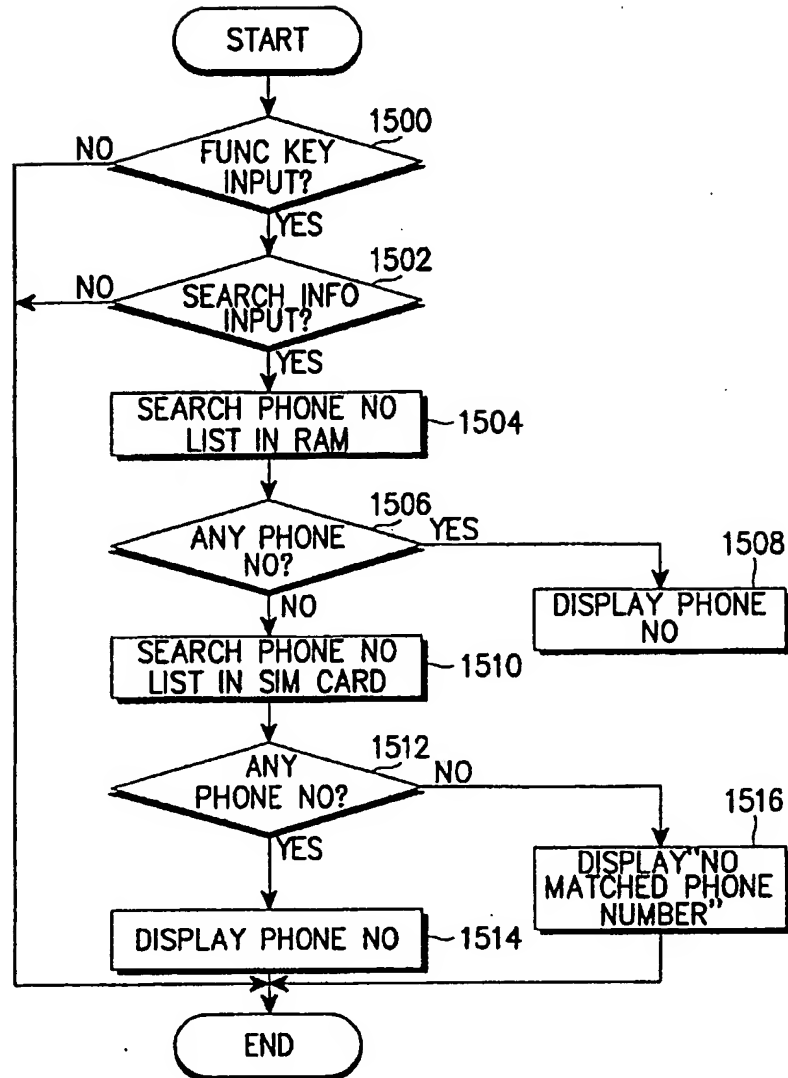 START
1500
NO
FUNC KEY
INPUT?
YES
1502
NO
SEARCH INFO
INPUT?
YES
SEARCH PHONE NO
LIST IN RAM
1504
1506
ANY PHONE
NO?
YES
1508
DISPLAY PHONE
NO
NO
SEARCH PHONE NO
LIST IN SIM CARD
1510
1512
ANY
PHONE NO?
NO
1516
DISPLAY"NO
MATCHED PHONE
NUMBER"
YES
DISPLAY PHONE NO
1514
END